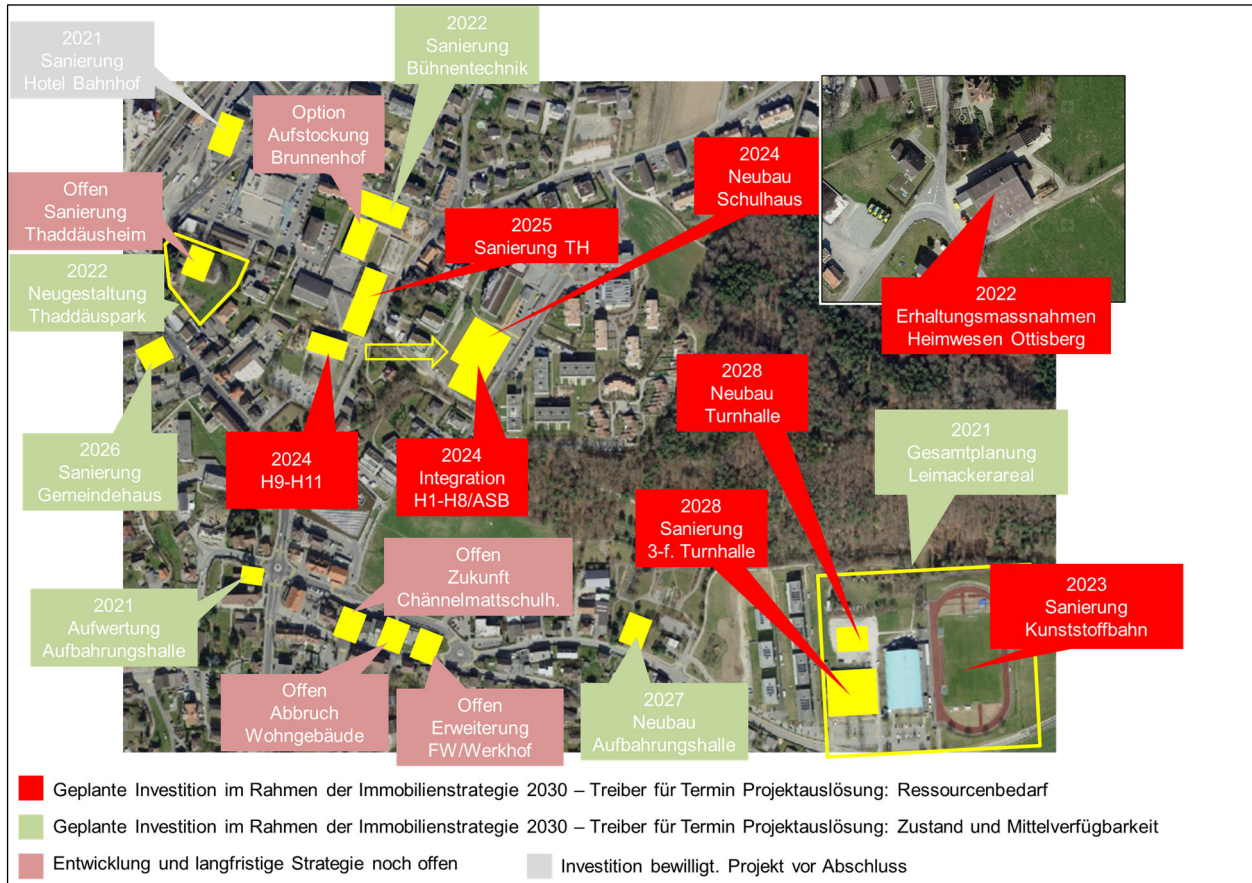 2021
Sanierung
Hotel Bahnhof
2022
Sanierung
Bühnentechnik
Option
Aufstockung
Brunnenhof
Offen
Sanierung
Thaddäusheim
2022
Neugestaltung
Thaddäuspark
2025
Sanierung TH
2024
Neubau
Schulhaus
2022
Erhaltungsmassnahmen
Heimwesen Ottisberg
2026
Sanierung
Gemeindehaus
2024
H9-H11
2024
Integration
H1-H8/ASB
2028
Neubau
Turnhalle
2021
Gesamtplanung
Leimackerareal
2028
Sanierung
3-f. Turnhalle
2023
Sanierung
Kunststoffbahn
2021
Aufwertung
Aufbahrungshalle
Offen
Zukunft
Chännelmattschulh.
Offen
Abbruch
Wohngebäude
Offen
Erweiterung
FW/Werkhof
2027
Neubau
Aufbahrungshalle
Geplante Investition im Rahmen der Immobilienstrategie 2030 – Treiber für Termin Projektauslösung: Ressourcenbedarf
Geplante Investition im Rahmen der Immobilienstrategie 2030 – Treiber für Termin Projektauslösung: Zustand und Mittelverfügbarkeit
Entwicklung und langfristige Strategie noch offen
Investition bewilligt. Projekt vor Abschluss